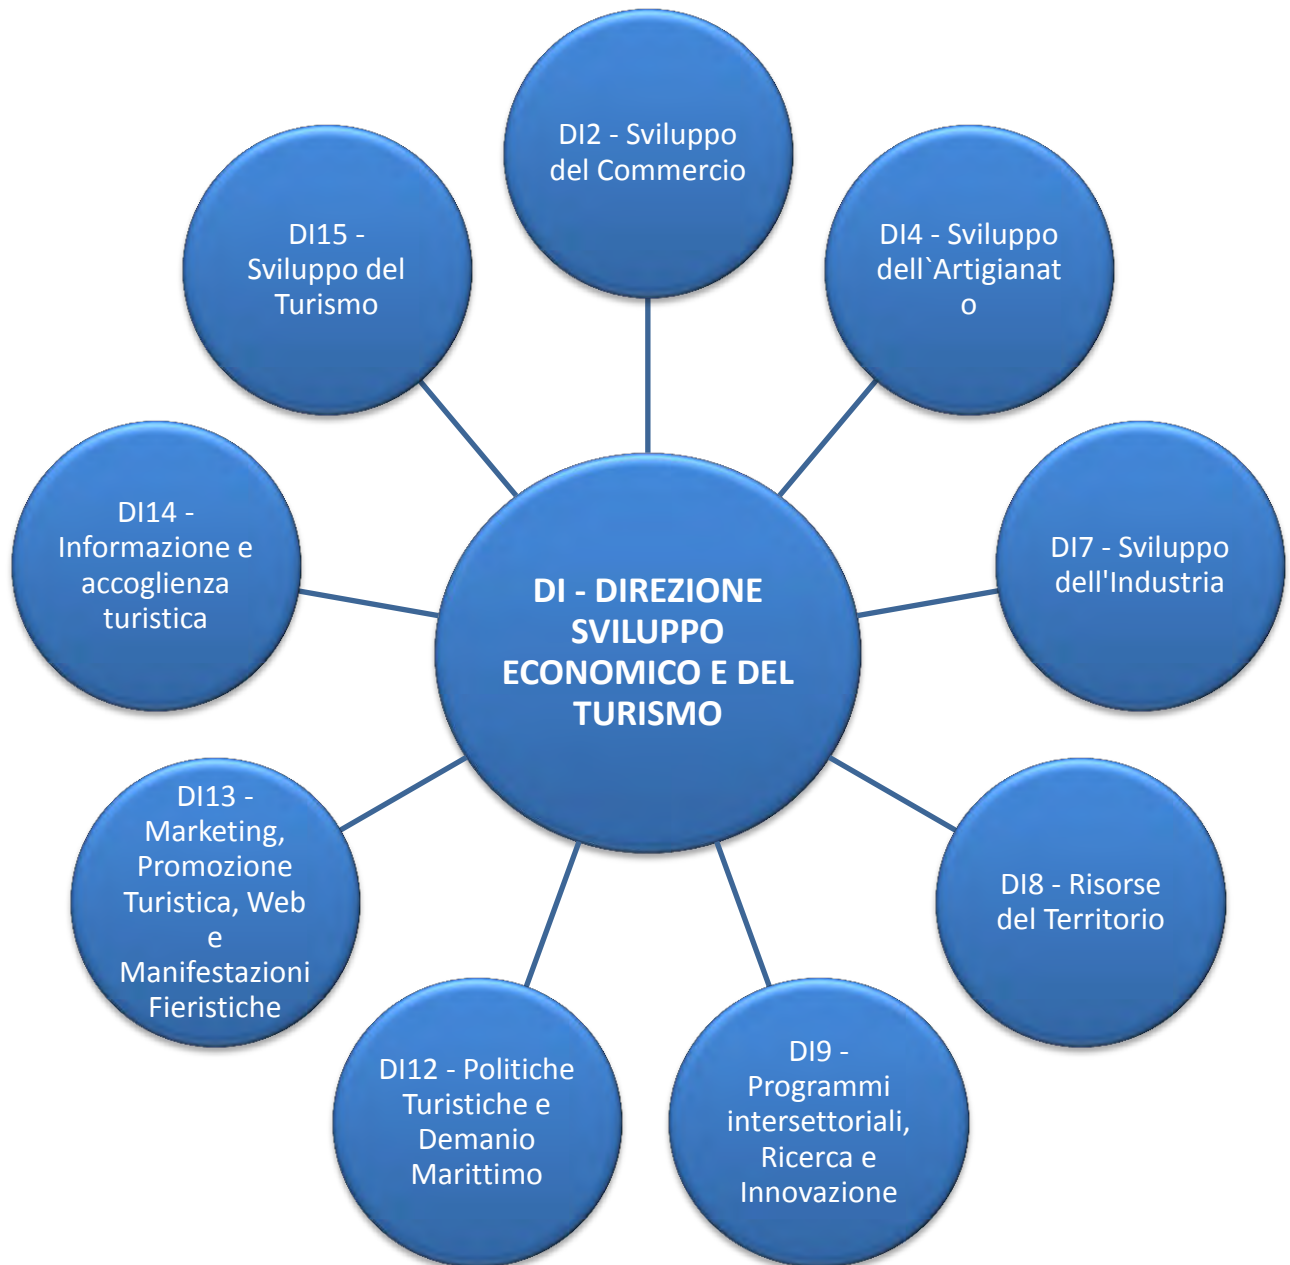 DI2 - Sviluppo
del Commercio
DI4 - Sviluppo
dell`Artigianat
o
DI7 - Sviluppo
dell'Industria
DI8 - Risorse
del Territorio
DI9 -
Programmi
intersettoriali,
Ricerca e
Innovazione
DI12 - Politiche
Turistiche e
Demanio
Marittimo
DI13 -
Marketing,
Promozione
Turistica, Web
e
Manifestazioni
Fieristiche
DI14 -
Informazione e
accoglienza
turistica
DI15 -
Sviluppo del
Turismo
DI - DIREZIONE
SVILUPPO
ECONOMICO E DEL
TURISMO